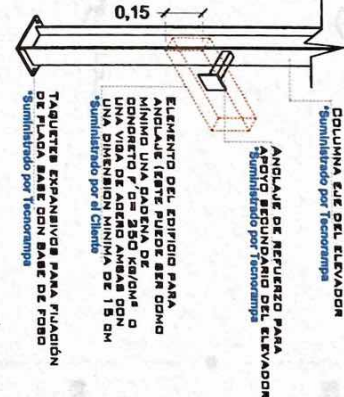 0,15
COLUMNA EJE DEL ELEVADOR
*Suministrado por Tecnorampa
ANCLAJE DE REFUERZO PARA
APOYO SECUNDARIO DEL ELEVADOR
*Suministrado por Tecnorampa
ELEMENTO DEL EDIFICIO PARA
ANCLAJE (ESTE PUEDE SER COMO
MÍNIMO UNA CADENA DE
CONCRETO F'C= 250 KG/CM² O
UNA VIGA DE ACERO AMBAS CON
UNA DIMENSION MINIMA DE 15 CM
*Suministrado por el Cliente
TAQUETES EXPANSIVOS PARA FIJACIÓN
DE PLACA BASE CON BASE DE FOSO
*Suministrado por Tecnorampa